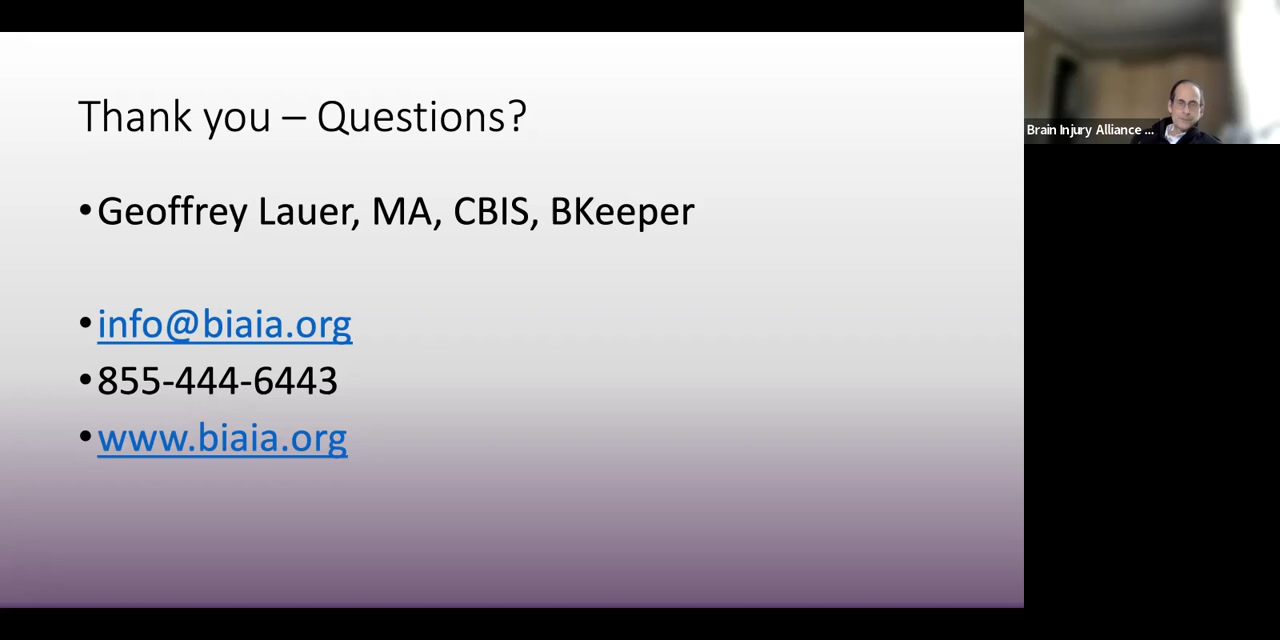 Thank you – Questions?
•Geoffrey Lauer, MA, CBIS, BKeeper
•info@biaia.org
•855-444-6443
•www.biaia.org
Brain Injury Alliance ...